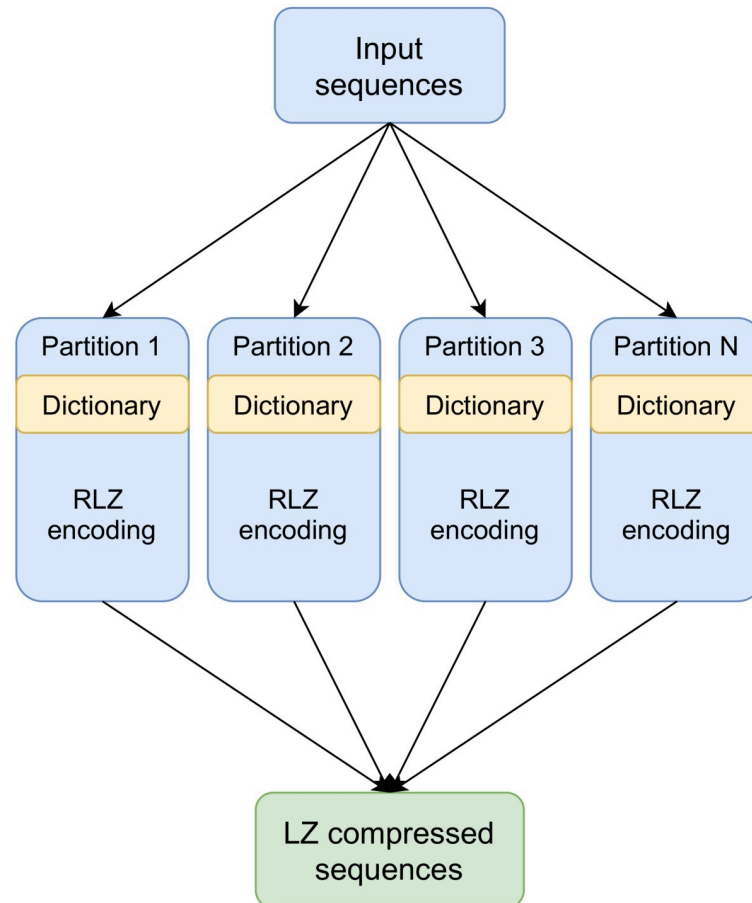 Input
sequences
Partition 1
Partition 2
Partition 3
Partition N
Dictionary
Dictionary
Dictionary
Dictionary
RLZ
encoding
RLZ
encoding
RLZ
encoding
RLZ
encoding
LZ compressed
sequences